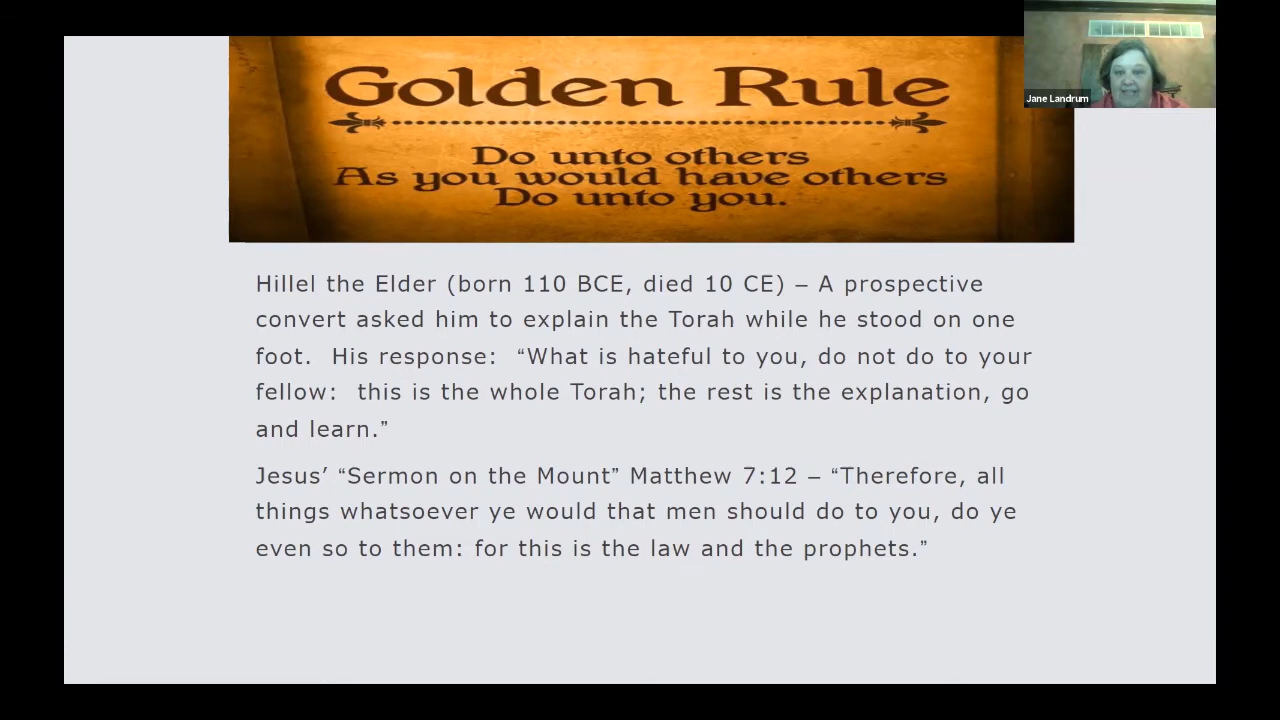 Golden Rule
Do unto others
As you would have others
Do unto you.
Jane Landrum
Hillel the Elder (born 110 BCE, died 10 CE) – A prospective
convert asked him to explain the Torah while he stood on one
foot.  His response:  “What is hateful to you, do not do to your
fellow:  this is the whole Torah; the rest is the explanation, go
and learn.”
Jesus’ “Sermon on the Mount” Matthew 7:12 – “Therefore, all
things whatsoever ye would that men should do to you, do ye
even so to them: for this is the law and the prophets.”